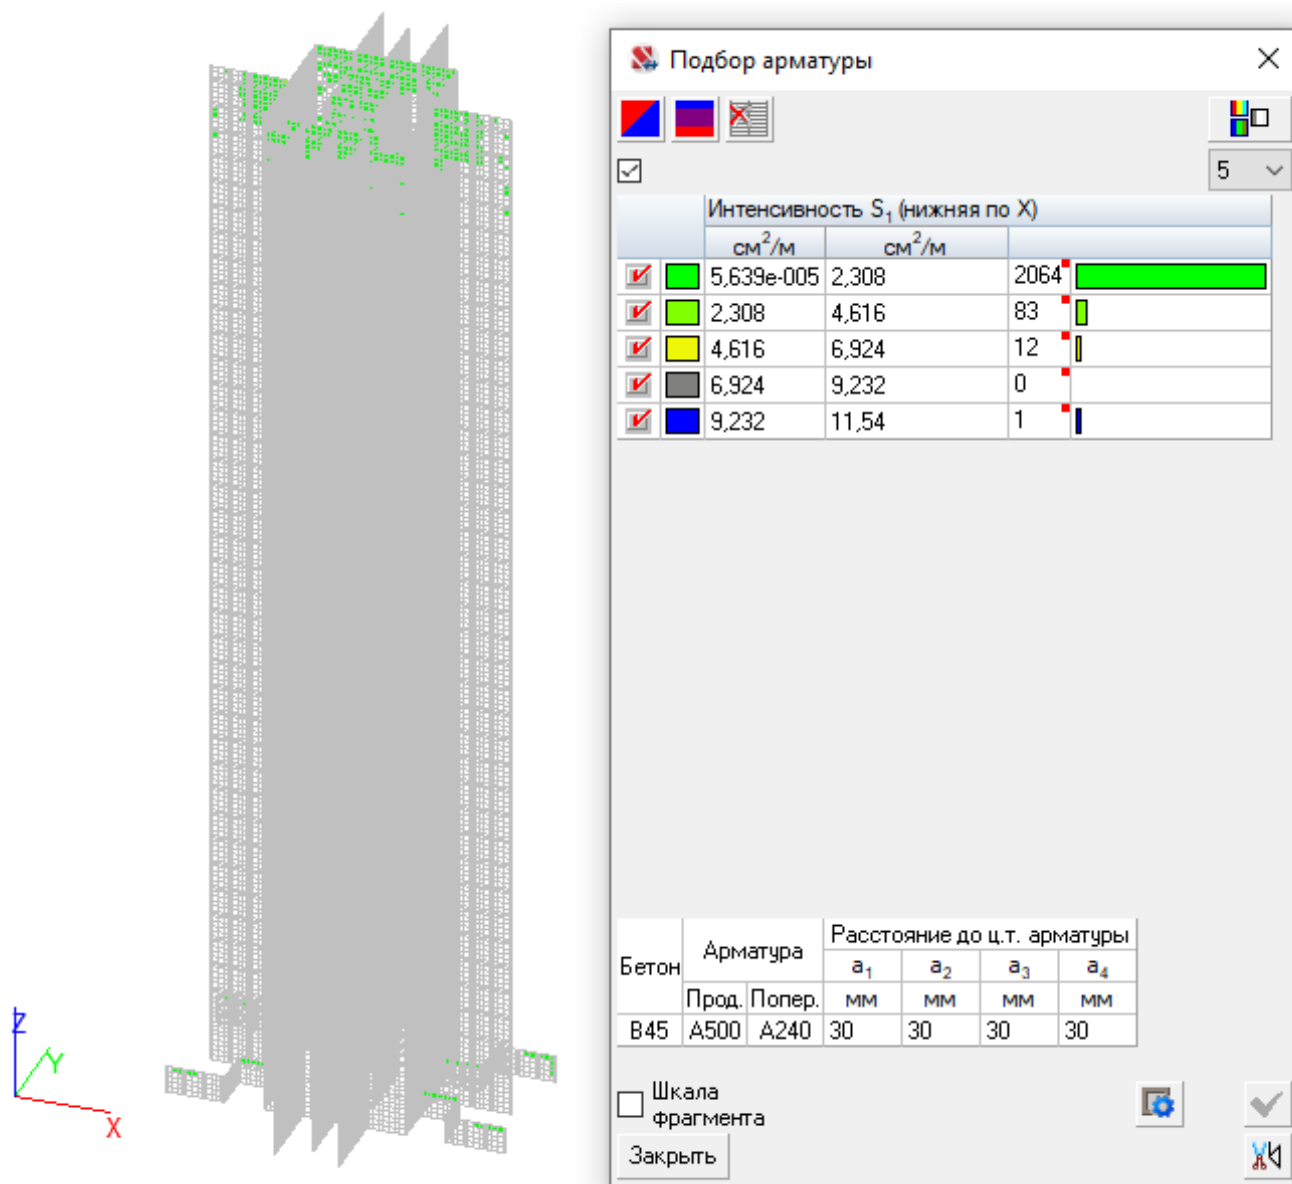 Подбор арматуры
5
Интенсивность S₁ (нижняя по X)
см²/м см²/м
5,639e-005 2,308 2064
2,308 4,616 83
4,616 6,924 12
6,924 9,232 0
9,232 11,54 1
Бетон Арматура Расстояние до ц.т. арматуры
a₁ a₂ a₃ a₄
Прод. Попер. мм мм мм мм
B45 A500 A240 30 30 30 30
Шкала
фрагмента
Закрыть
Z
Y
X